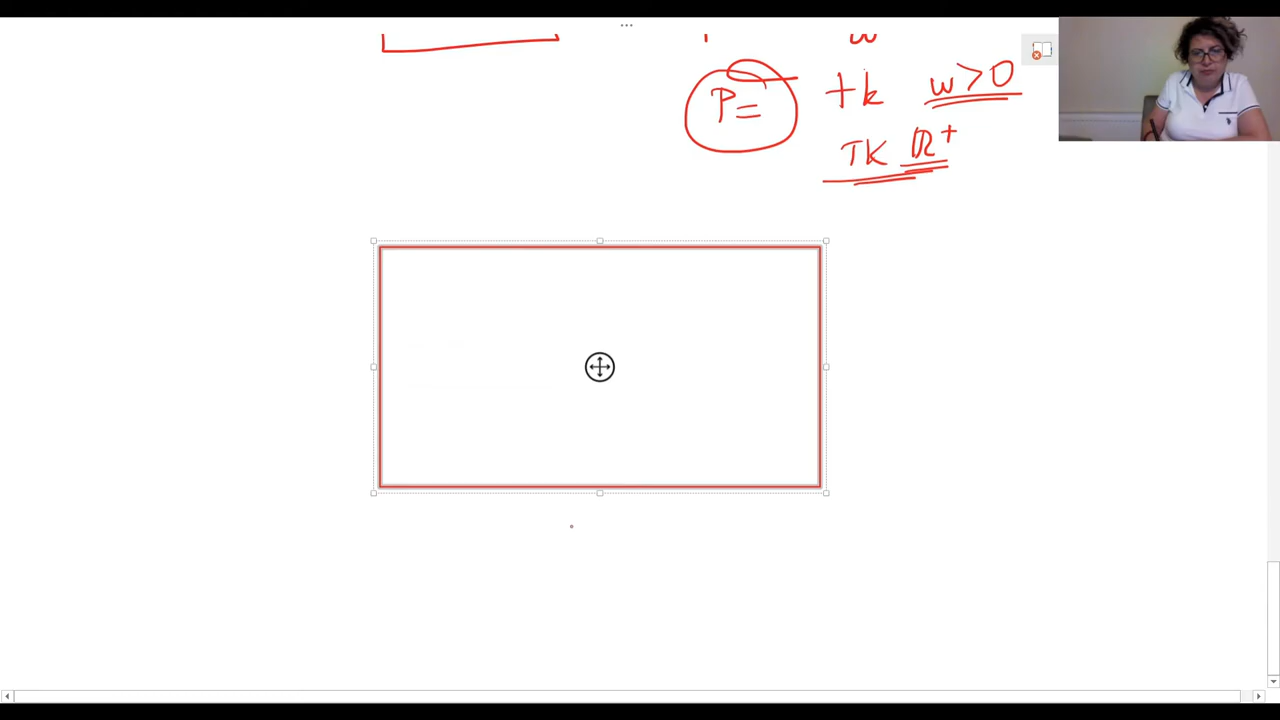 w
P= +k w>0
TK ℝ+